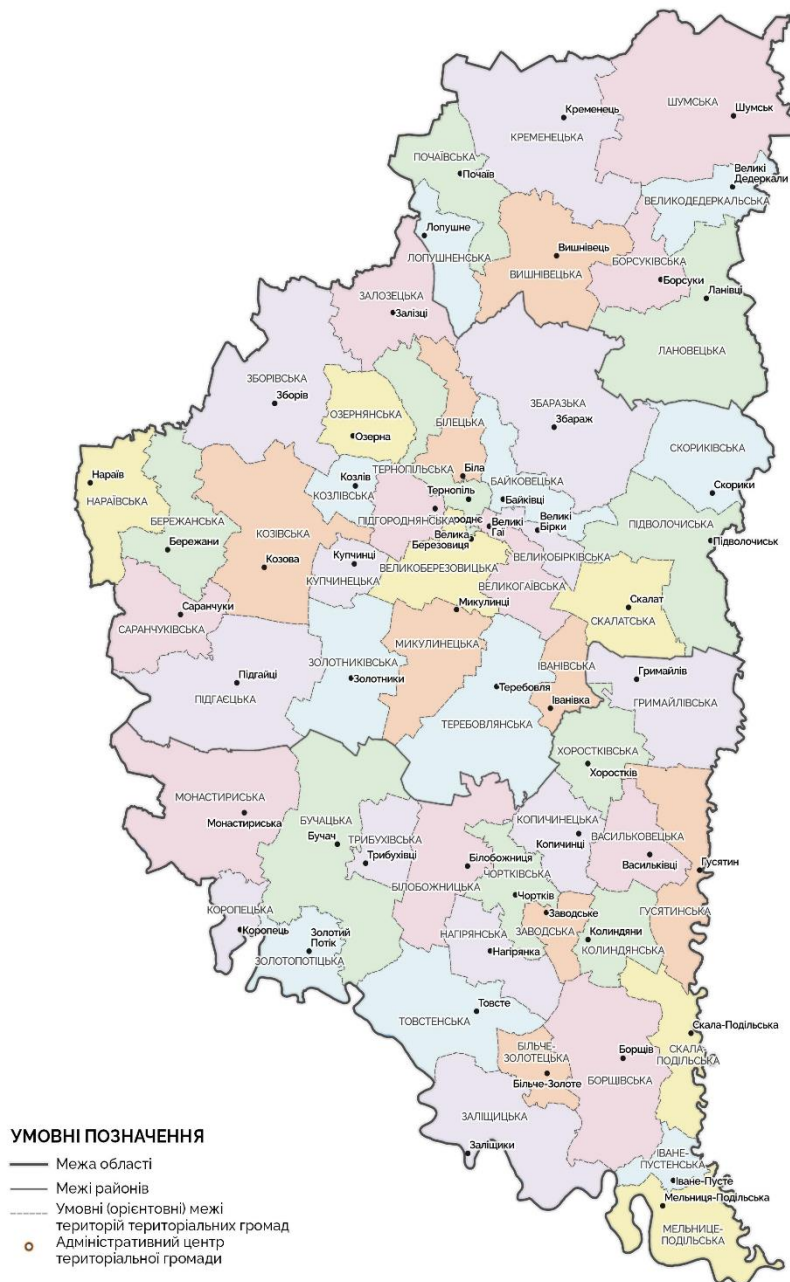 ШУМСЬКА
Шумськ
Кременець
КРЕМЕНЕЦЬКА
ПОЧАЇВСЬКА
Почаїв
Великі
Дедеркали
ВЕЛИКОДЕДЕРКАЛЬСЬКА
Лопушне
ЛОПУШНЕНСЬКА
Вишнівець
ВИШНІВЕЦЬКА
БОРСУКІВСЬКА
Борсуки
Ланівці
ЛАНОВЕЦЬКА
ЗАЛОЗЕЦЬКА
Залізці
ЗБОРІВСЬКА
Зборів
ОЗЕРНЯНСЬКА
Озерна
БІЛЕЦЬКА
Біла
ЗБАРАЗЬКА
Збараж
СКОРИКІВСЬКА
Скорики
Нараїв
НАРАЇВСЬКА
БЕРЕЖАНСЬКА
Бережани
КОЗІВСЬКА
Козова
Козлів
КОЗЛІВСЬКА
ТЕРНОПІЛЬСЬКА
Тернопіль
БАЙКОВЕЦЬКА
Байківці
ПІДГОРОДНЯНСЬКА
роднє
Великі
Гаї
Великі
Бірки
Велика
Березовиця
ПІДВОЛОЧИСЬКА
Підволочиськ
Купчинці
КУПЧИНЕЦЬКА
ВЕЛИКОБЕРЕЗОВИЦЬКА
ВЕЛИКОБІРКІВСЬКА
ВЕЛИКОГАЇВСЬКА
Скалат
СКАЛАТСЬКА
Саранчуки
САРАНЧУКІВСЬКА
Микулинці
МИКУЛИНЕЦЬКА
Підгайці
ПІДГАЄЦЬКА
ЗОЛОТНИКІВСЬКА
Золотники
Теребовля
ТЕРЕБОВЛЯНСЬКА
ІВАНІВСЬКА
Іванівка
Гримайлів
ГРИМАЙЛІВСЬКА
ХОРОСТКІВСЬКА
Хоростків
МОНАСТИРИСЬКА
Монастириська
БУЧАЦЬКА
Бучач
ТРИБУХІВСЬКА
Трибухівці
Білобожниця
БІЛОБОЖНИЦЬКА
КОПИЧИНЕЦЬКА
Копичинці
ВАСИЛЬКОВЕЦЬКА
Васильківці
Гусятин
ГУСЯТИНСЬКА
ЧОРТКІВСЬКА
Чортків
Заводське
ЗАВОДСЬКА
Колиндяни
КОЛИНДЯНСЬКА
КОРОПЕЦЬКА
Коропець
Золотий
Потік
ЗОЛОТОПОТІЦЬКА
НАГІРЯНСЬКА
Нагірянка
Товсте
ТОВСТЕНСЬКА
Скала-Подільська
СКАЛА-
ПОДІЛЬСЬКА
БІЛЬЧЕ-
ЗОЛОТЕЦЬКА
Більче-Золоте
Борщів
БОРЩІВСЬКА
ЗАЛІЩИЦЬКА
Заліщики
ІВАНЕ-
ПУСТЕНСЬКА
Іване-Пусте
Мельниця-Подільська
МЕЛЬНИЦЕ-
ПОДІЛЬСЬКА
УМОВНІ ПОЗНАЧЕННЯ
Межа області
Межі районів
Умовні (орієнтовні) межі
територій територіальних громад
Адміністративний центр
територіальної громади